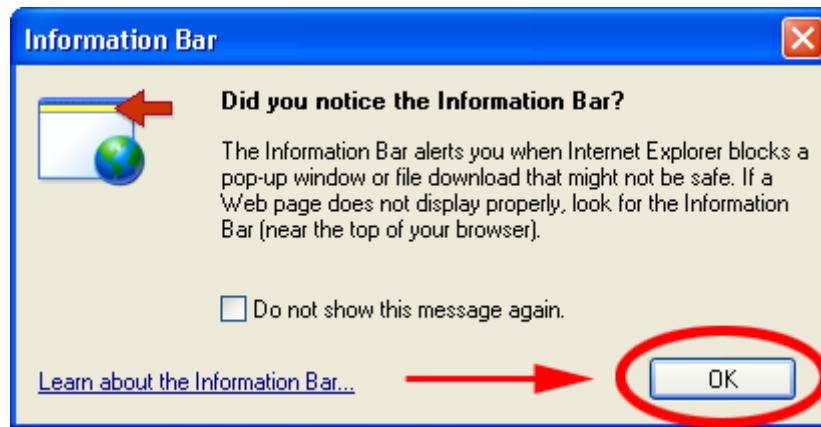 Information Bar
Did you notice the Information Bar?
The Information Bar alerts you when Internet Explorer blocks a
pop-up window or file download that might not be safe. If a
Web page does not display properly, look for the Information
Bar (near the top of your browser).
Do not show this message again.
Learn about the Information Bar...
OK